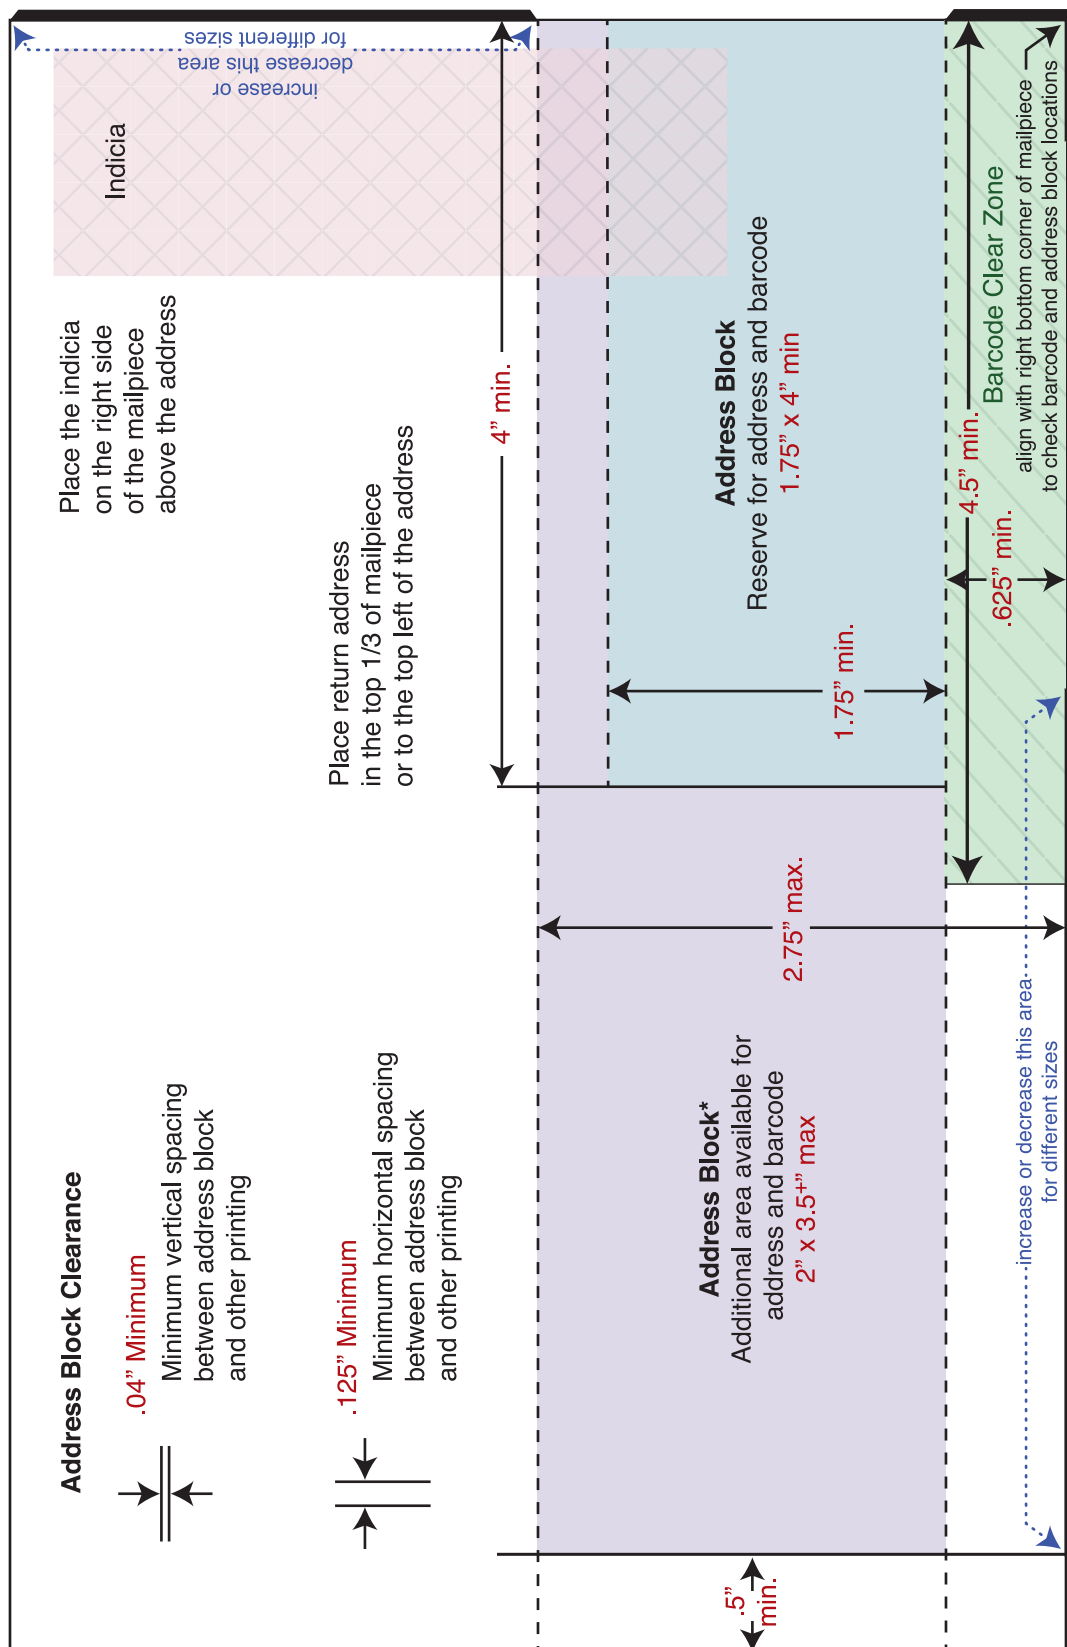 Address Block Clearance
.04” Minimum
Minimum vertical spacing
between address block
and other printing
.125” Minimum
Minimum horizontal spacing
between address block
and other printing
Place the indicia
on the right side
of the mailpiece
above the address
Indicia
increase or
decrease this area
for different sizes
Place return address
in the top 1/3 of mailpiece
or to the top left of the address
4” min.
.5”
min.
Address Block*
Additional area available for
address and barcode
2” x 3.5+” max
2.75” max.
Address Block
Reserve for address and barcode
1.75” x 4” min
1.75” min.
4.5” min.
Barcode Clear Zone
.625” min.
align with right bottom corner of mailpiece
to check barcode and address block locations
increase or decrease this area
for different sizes